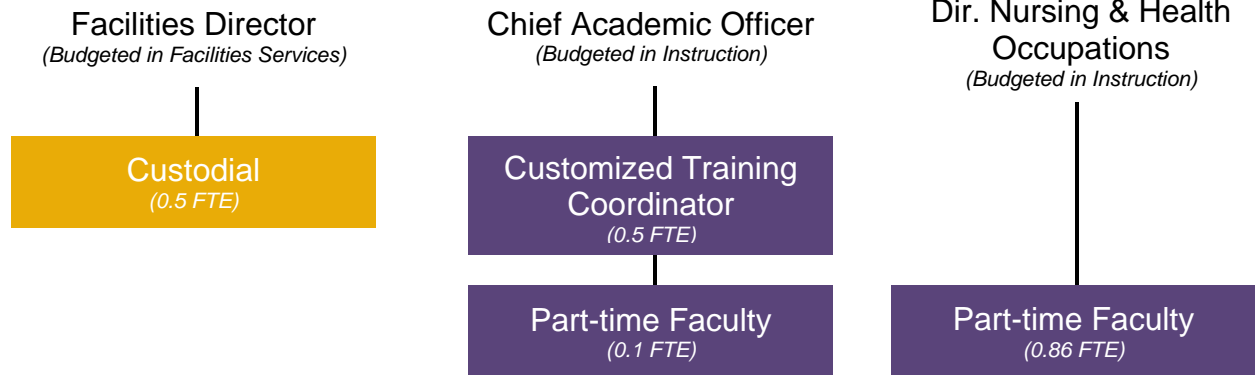 Facilities Director
(Budgeted in Facilities Services)
Custodial
(0.5 FTE)
Chief Academic Officer
(Budgeted in Instruction)
Customized Training
Coordinator
(0.5 FTE)
Part-time Faculty
(0.1 FTE)
Dir. Nursing & Health
Occupations
(Budgeted in Instruction)
Part-time Faculty
(0.86 FTE)